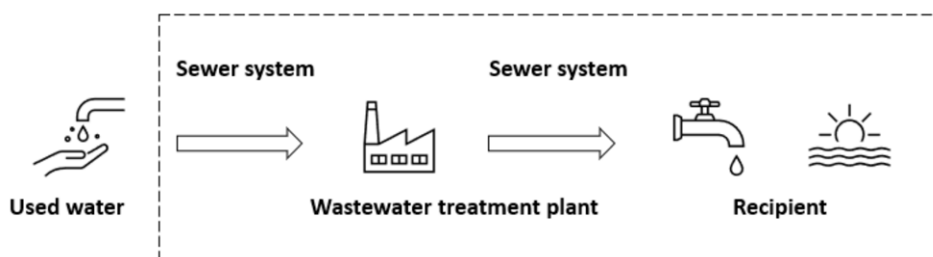 Sewer system
Sewer system
Used water
Wastewater treatment plant
Recipient